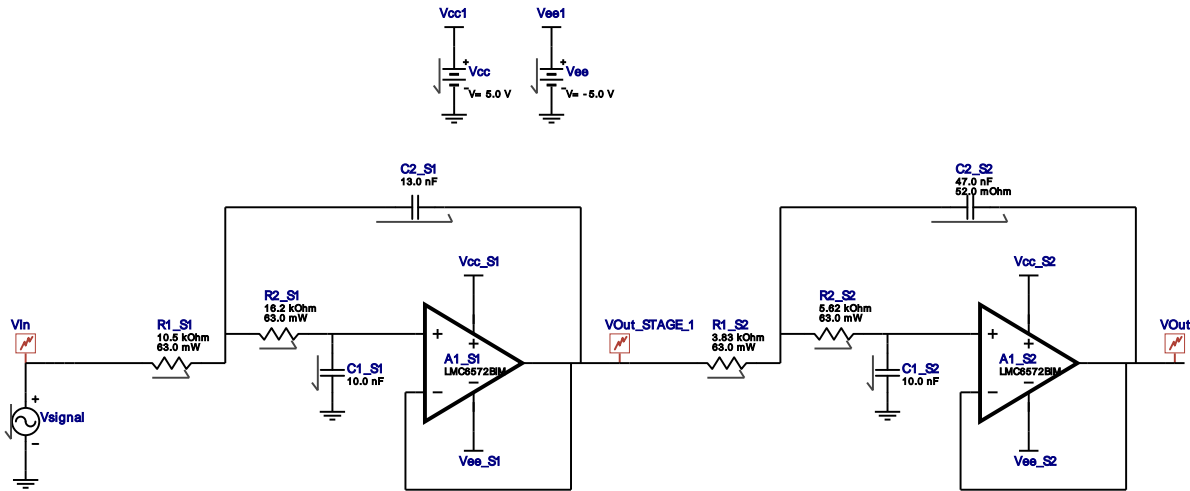 Vcc1
Vee1
+
Vcc
-
V= 5.0 V
+
Vee
-
V= -5.0 V
C2_S1
13.0 nF
C2_S2
47.0 nF
52.0 mOhm
Vcc_S1
Vcc_S2
R2_S1
16.2 kOhm
63.0 mW
R2_S2
5.62 kOhm
63.0 mW
Vin
R1_S1
10.5 kOhm
63.0 mW
+
+
A1_S1
LMC6572BIM
-
-
VOut_STAGE_1
R1_S2
3.83 kOhm
63.0 mW
+
+
A1_S2
LMC6572BIM
-
-
VOut
C1_S1
10.0 nF
C1_S2
10.0 nF
+
Vsignal
-
Vee_S1
Vee_S2